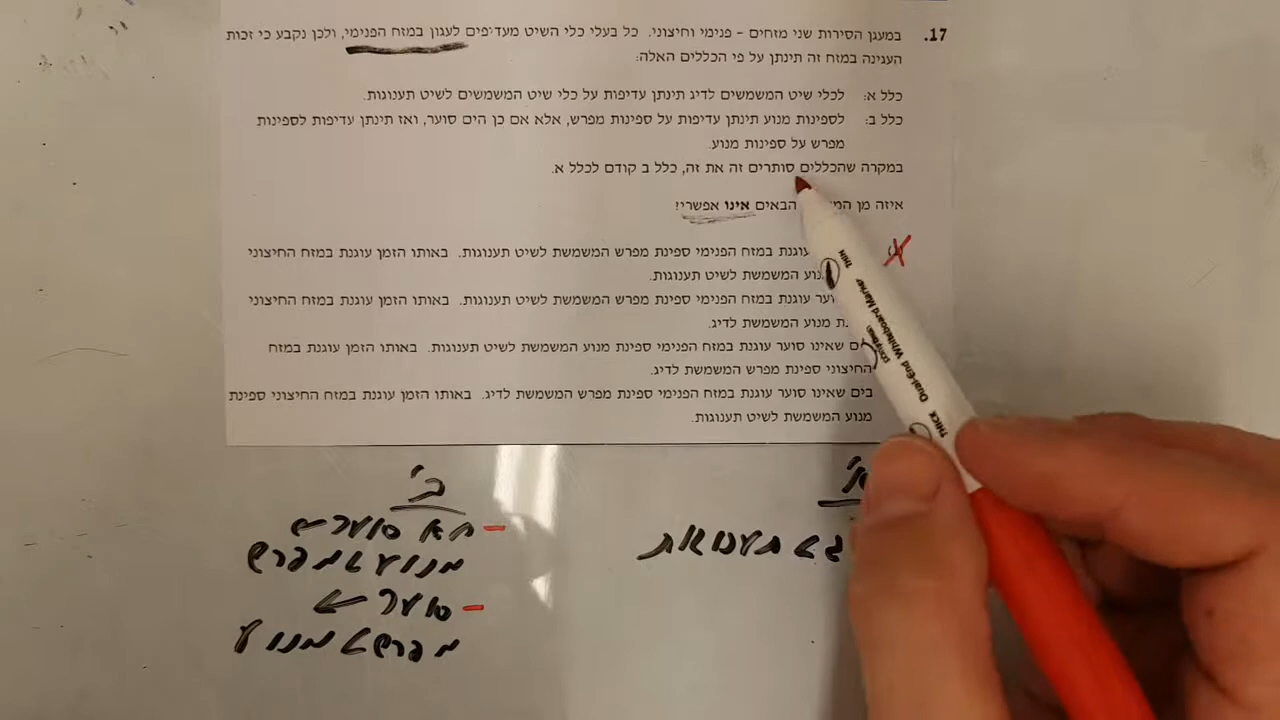 17. במעגן הסירות שני מזחים - פנימי וחיצוני. כל בעלי כלי השיט מעדיפים לעגון במזח הפנימי, ולכן נקבע כי זכות
העגינה במזח זה תינתן על פי הכללים האלה:
כלל א: לכלי שיט המשמשים לדיג תינתן עדיפות על כלי שיט המשמשים לשיט תענוגות.
כלל ב: לספינות מנוע תינתן עדיפות על ספינות מפרש, אלא אם כן הים סוער, ואז תינתן עדיפות לספינות
מפרש על ספינות מנוע.
במקרה שהכללים סותרים זה את זה, כלל ב קודם לכלל א.
איזה מן הבאים אינו אפשרי?
עוגנת במזח הפנימי ספינת מפרש המשמשת לשיט תענוגות. באותו הזמן עוגנת במזח החיצוני
המשמשת לשיט תענוגות.
עוגנת במזח הפנימי ספינת מפרש המשמשת לשיט תענוגות. באותו הזמן עוגנת במזח החיצוני
מנוע המשמשת לדיג.
שאינו סוער עוגנת במזח הפנימי ספינת מנוע המשמשת לשיט תענוגות. באותו הזמן עוגנת במזח
החיצוני ספינת מפרש המשמשת לדיג.
בים שאינו סוער עוגנת במזח הפנימי ספינת מפרש המשמשת לדיג. באותו הזמן עוגנת במזח החיצוני ספינת
מנוע המשמשת לשיט תענוגות.
א'
תענוגות
ב'
- לא סוער ←
מנוע > מפרש
- סוער ←
מפרש > מנוע
THIN
Dual-End Whiteboard Marker
THICK